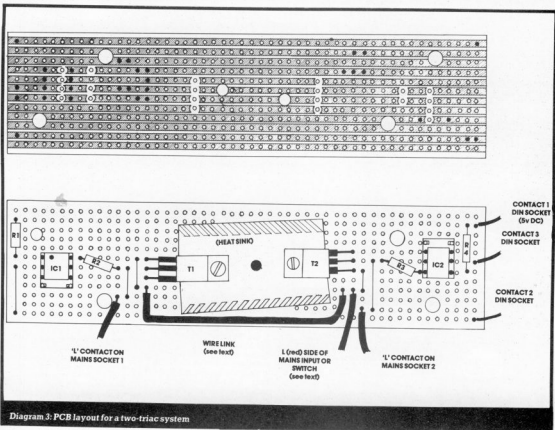 CONTACT 1
DIN SOCKET
(5v DC)
CONTACT 3
DIN SOCKET
CONTACT 2
DIN SOCKET
R1
IC1
R2
(HEAT SINK)
T1
T2
R3
IC2
R4
'L' CONTACT ON
MAINS SOCKET 1
WIRE LINK
(see text)
L (red) SIDE OF
MAINS INPUT OR
SWITCH
(see text)
'L' CONTACT ON
MAINS SOCKET 2
Diagram 3: PCB layout for a two-triac system